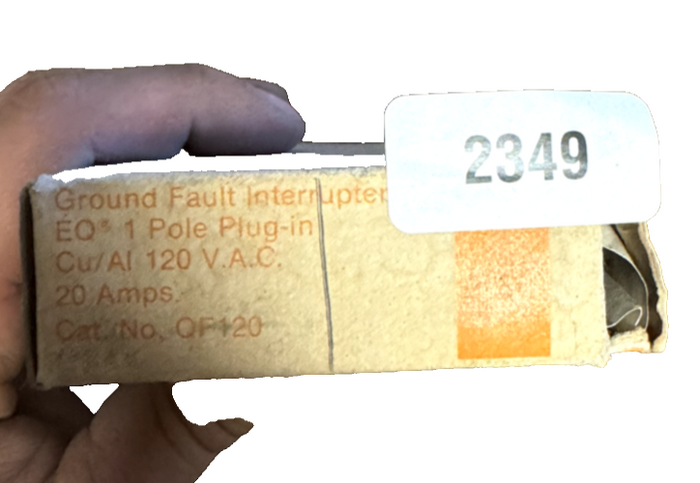 2349
Ground Fault Interrupter
EQ® 1 Pole Plug-in
Cu/Al 120 V.A.C.
20 Amps.
Cat. No. QF120